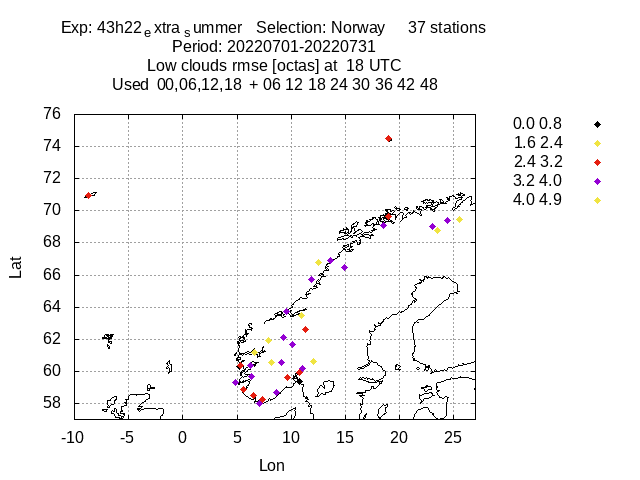 Exp: 43h22 e xtra s ummer Selection: Norway 37 stations
Period: 20220701-20220731
Low clouds rmse [octas] at 18 UTC
Used 00,06,12,18 + 06 12 18 24 30 36 42 48
76
74
72
70
68
66
64
62
60
58
Lat
-10 -5 0 5 10 15 20 25
Lon
0.0 0.8
1.6 2.4
2.4 3.2
3.2 4.0
4.0 4.9